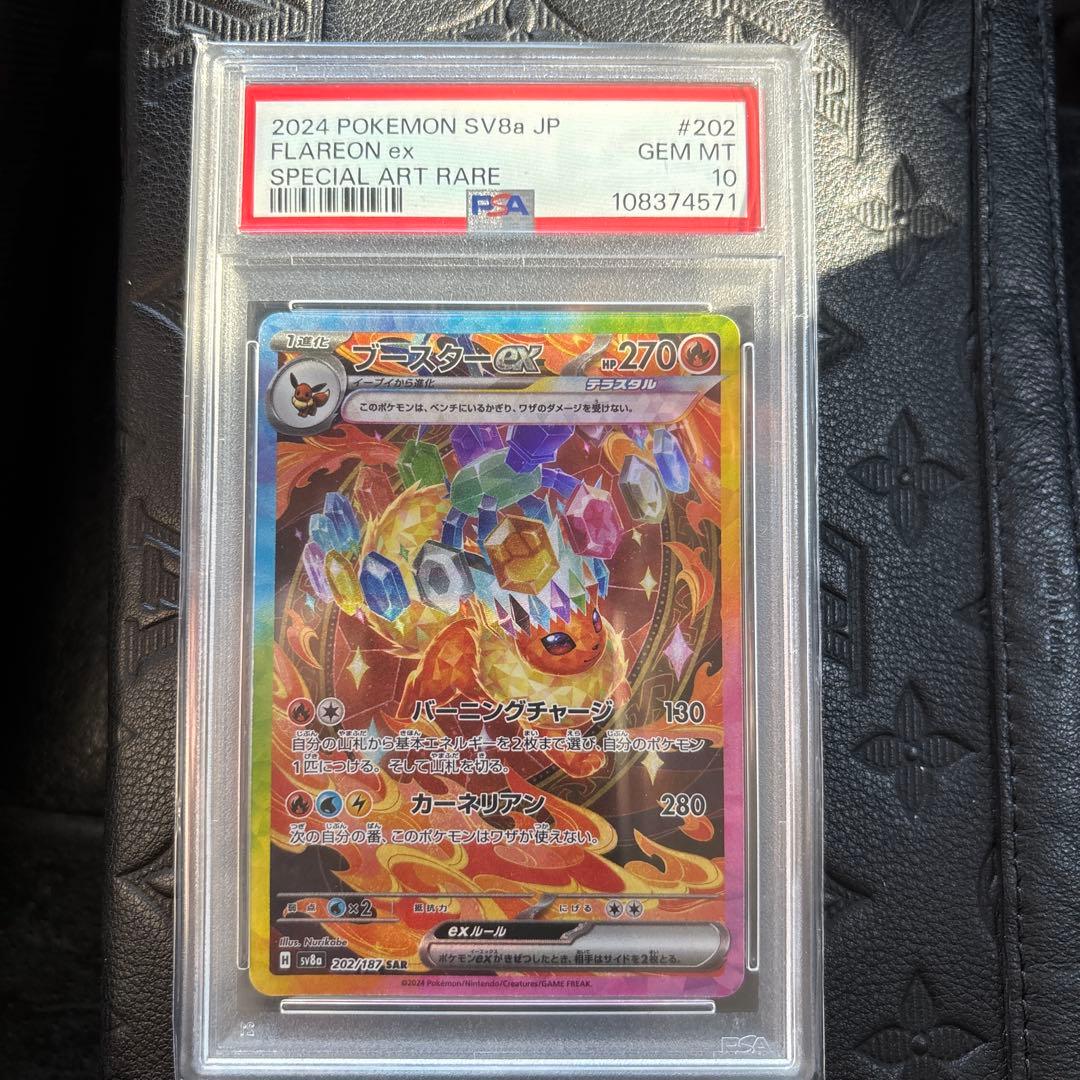 2024 POKEMON SV8a JP #202
FLAREON ex GEM MT
SPECIAL ART RARE 10
PSA 108374571
1進化 ブースターex HP270
イーブイから進化 テラスタル
このポケモンは、ベンチにいるかぎり、ワザのダメージを受けない。
バーニングチャージ 130
自分の山札から基本エネルギーを2枚まで選び、自分のポケモン
1匹につける。そして山札を切る。
カーネリアン 280
次の自分の番、このポケモンはワザが使えない。
弱点 ×2 抵抗力 にげる
exルール
ポケモンexがきぜつしたとき、相手はサイドを2枚とる。
Illus. Nurikabe
H sv8a 202/187 SAR
©2024 Pokémon/Nintendo/Creatures/GAME FREAK.
PSA